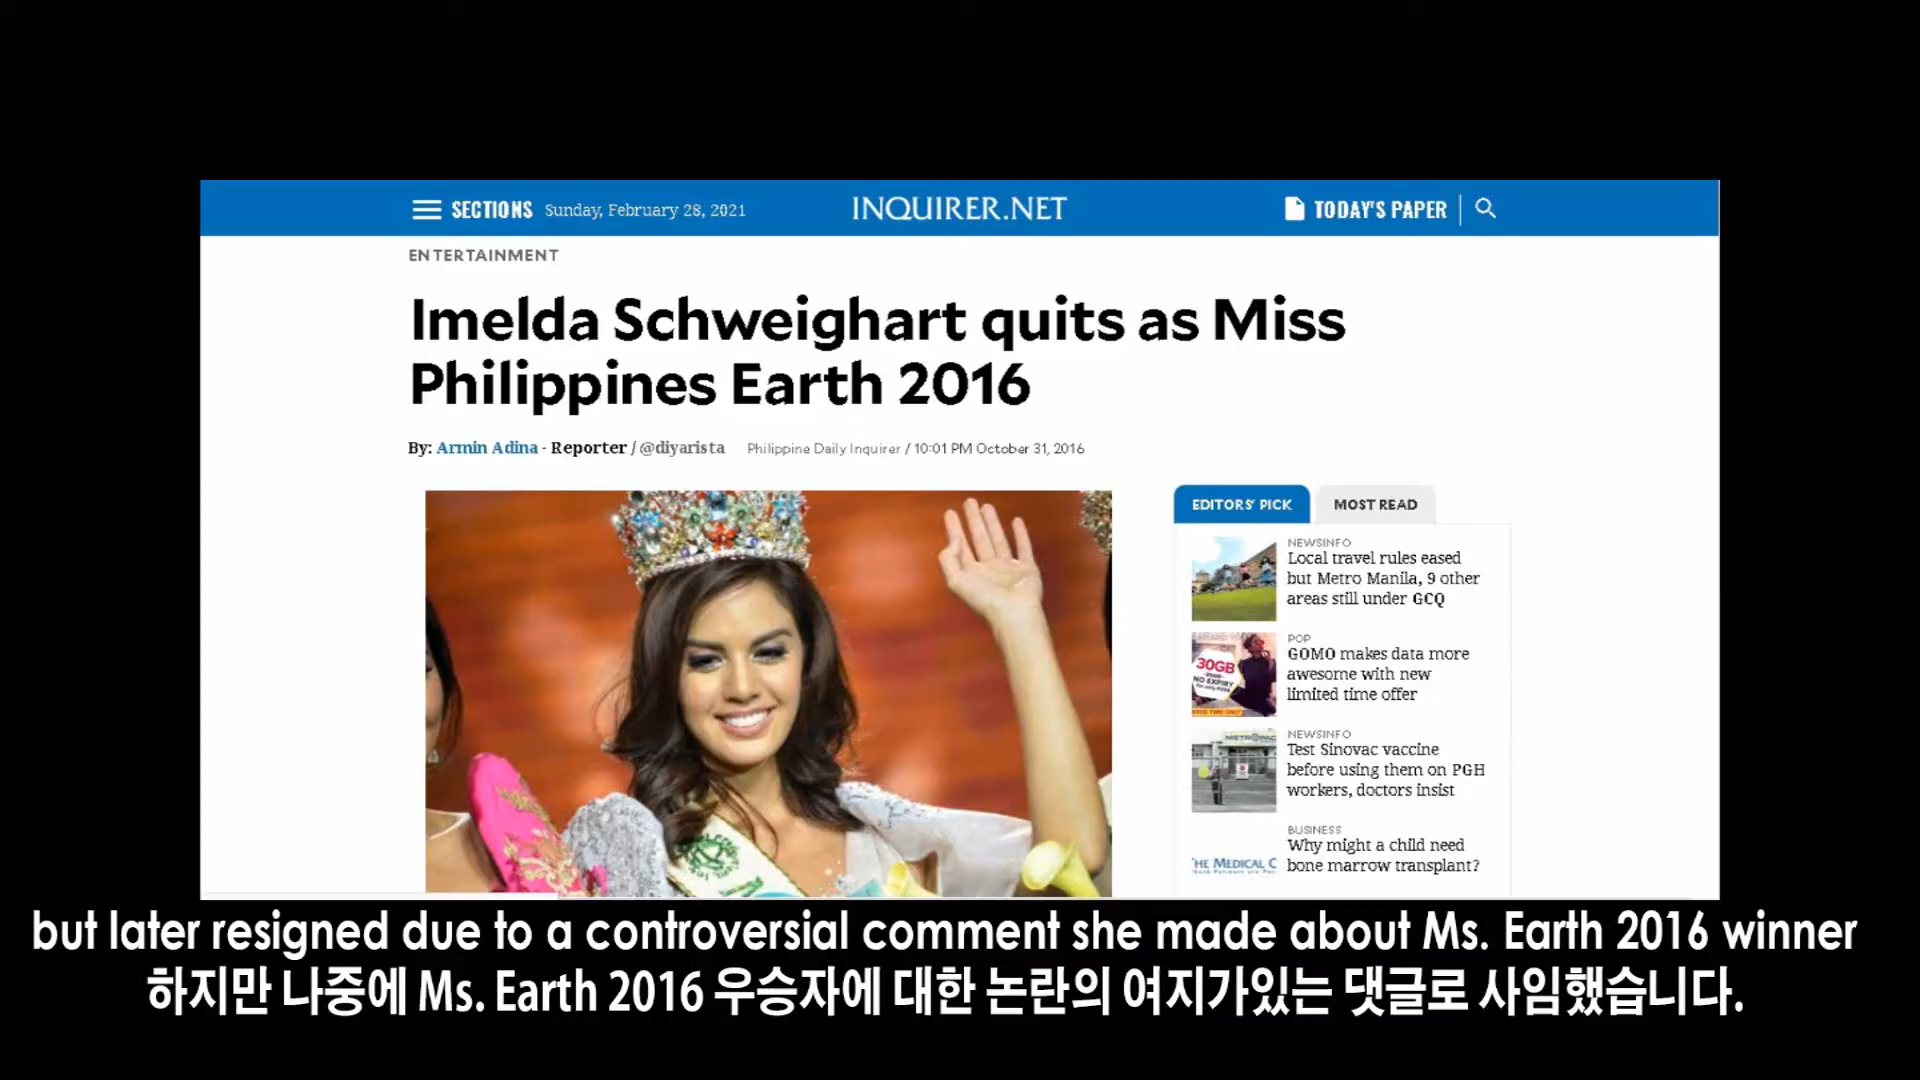 SECTIONS Sunday, February 28, 2021 INQUIRER.NET TODAY'S PAPER
ENTERTAINMENT
Imelda Schweighart quits as Miss
Philippines Earth 2016
By: Armin Adina - Reporter / @diyarista Philippine Daily Inquirer / 10:01 PM October 31, 2016
EDITORS' PICK MOST READ
NEWSINFO
Local travel rules eased
but Metro Manila, 9 other
areas still under GCQ
POP
GOMO makes data more
awesome with new
limited time offer
30GB
NO EXPIRY
NEWSINFO
Test Sinovac vaccine
before using them on PGH
workers, doctors insist
BUSINESS
Why might a child need
bone marrow transplant?
THE MEDICAL C
but later resigned due to a controversial comment she made about Ms. Earth 2016 winner
하지만 나중에 Ms. Earth 2016 우승자에 대한 논란의 여지가있는 댓글로 사임했습니다.